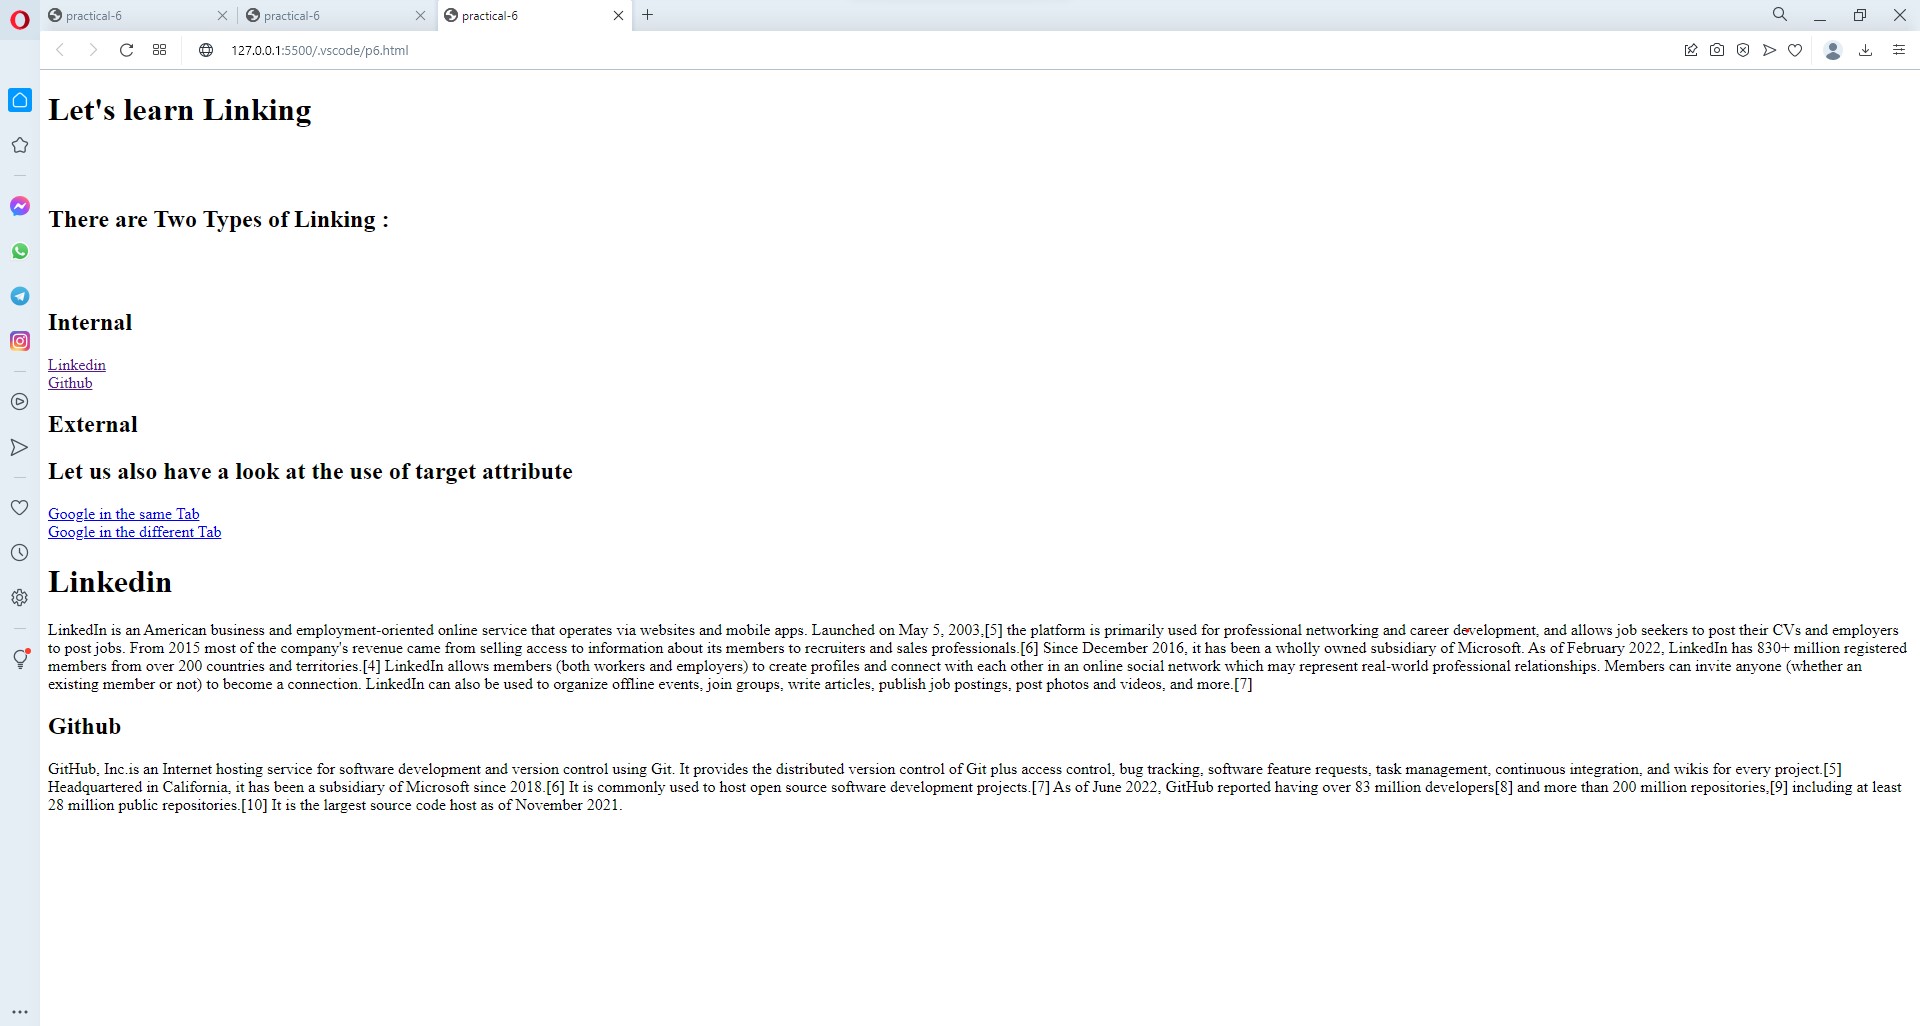 practical-6
practical-6
practical-6
127.0.0.1:5500/.vscode/p6.html
Let's learn Linking
There are Two Types of Linking :
Internal
Linkedin
Github
External
Let us also have a look at the use of target attribute
Google in the same Tab
Google in the different Tab
Linkedin
LinkedIn is an American business and employment-oriented online service that operates via websites and mobile apps. Launched on May 5, 2003,[5] the platform is primarily used for professional networking and career development, and allows job seekers to post their CVs and employers
to post jobs. From 2015 most of the company's revenue came from selling access to information about its members to recruiters and sales professionals.[6] Since December 2016, it has been a wholly owned subsidiary of Microsoft. As of February 2022, LinkedIn has 830+ million registered
members from over 200 countries and territories.[4] LinkedIn allows members (both workers and employers) to create profiles and connect with each other in an online social network which may represent real-world professional relationships. Members can invite anyone (whether an
existing member or not) to become a connection. LinkedIn can also be used to organize offline events, join groups, write articles, publish job postings, post photos and videos, and more.[7]
Github
GitHub, Inc.is an Internet hosting service for software development and version control using Git. It provides the distributed version control of Git plus access control, bug tracking, software feature requests, task management, continuous integration, and wikis for every project.[5]
Headquartered in California, it has been a subsidiary of Microsoft since 2018.[6] It is commonly used to host open source software development projects.[7] As of June 2022, GitHub reported having over 83 million developers[8] and more than 200 million repositories,[9] including at least
28 million public repositories.[10] It is the largest source code host as of November 2021.